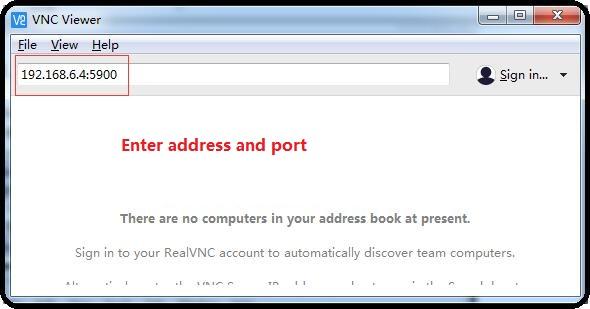 VNC Viewer
File View Help
192.168.6.4:5900
Sign in...
Enter address and port
There are no computers in your address book at present.
Sign in to your RealVNC account to automatically discover team computers.